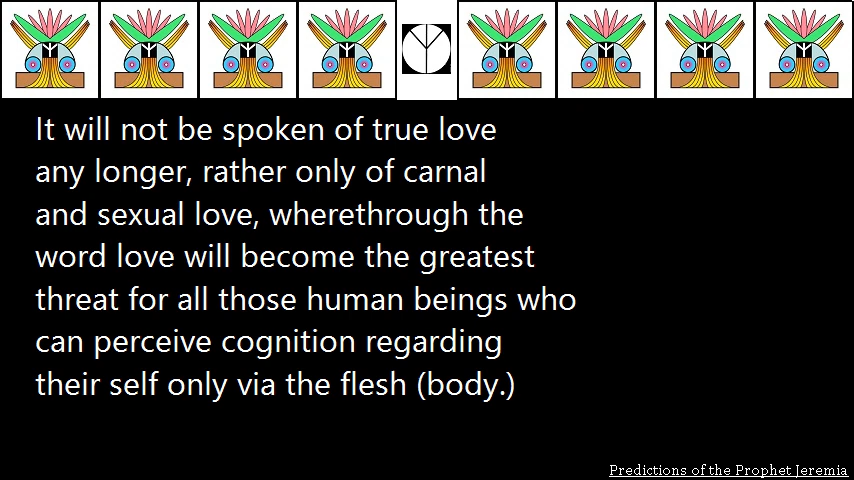 It will not be spoken of true love
any longer, rather only of carnal
and sexual love, wherethrough the
word love will become the greatest
threat for all those human beings who
can perceive cognition regarding
their self only via the flesh (body.)
Predictions of the Prophet Jeremia